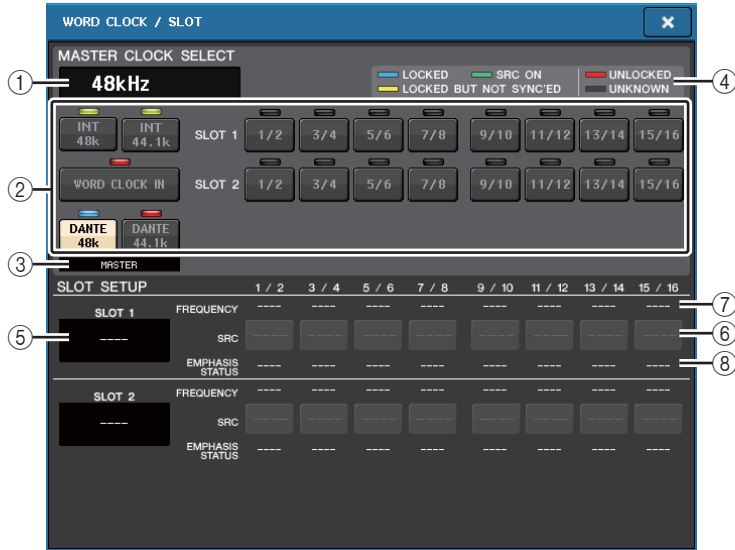 WORD CLOCK / SLOT
×
MASTER CLOCK SELECT
① 48kHz
LOCKED SRC ON UNLOCKED ④
LOCKED BUT NOT SYNC'ED UNKNOWN
②
INT 48k INT 44.1k SLOT 1 1/2 3/4 5/6 7/8 9/10 11/12 13/14 15/16
WORD CLOCK IN SLOT 2 1/2 3/4 5/6 7/8 9/10 11/12 13/14 15/16
DANTE 48k DANTE 44.1k
③ MASTER
SLOT SETUP 1 / 2 3 / 4 5 / 6 7 / 8 9 / 10 11 / 12 13 / 14 15 / 16
SLOT 1 FREQUENCY ---- ---- ---- ---- ---- ---- ---- ---- ⑦
⑤ ---- SRC ---- ---- ---- ---- ---- ---- ---- ---- ⑥
EMPHASIS STATUS ---- ---- ---- ---- ---- ---- ---- ---- ⑧
SLOT 2 FREQUENCY ---- ---- ---- ---- ---- ---- ---- ----
---- SRC ---- ---- ---- ---- ---- ---- ---- ----
EMPHASIS STATUS ---- ---- ---- ---- ---- ---- ---- ----